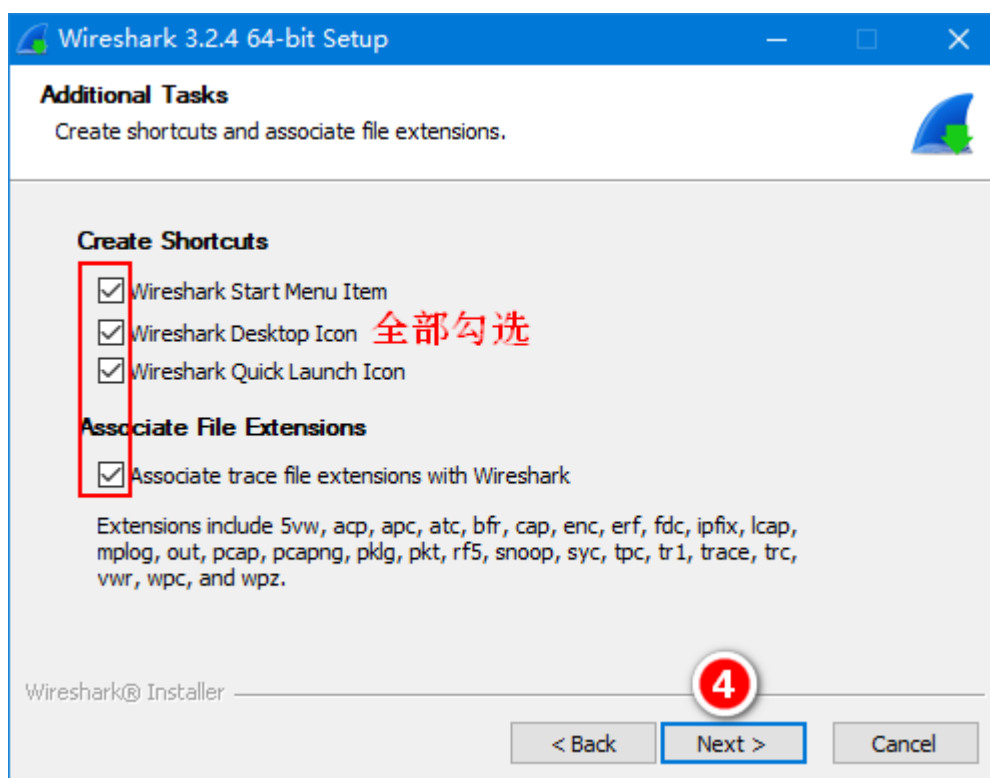 Wireshark 3.2.4 64-bit Setup
Additional Tasks
Create shortcuts and associate file extensions.
Create Shortcuts
Wireshark Start Menu Item
Wireshark Desktop Icon 全部勾选
Wireshark Quick Launch Icon
Associate File Extensions
Associate trace file extensions with Wireshark
Extensions include 5vw, acp, apc, atc, bfr, cap, enc, erf, fdc, ipfix, lcap,
mplog, out, pcap, pcapng, pklg, pkt, rf5, snoop, syc, tpc, tr1, trace, trc,
vwr, wpc, and wpz.
Wireshark® Installer
4
< Back Next > Cancel